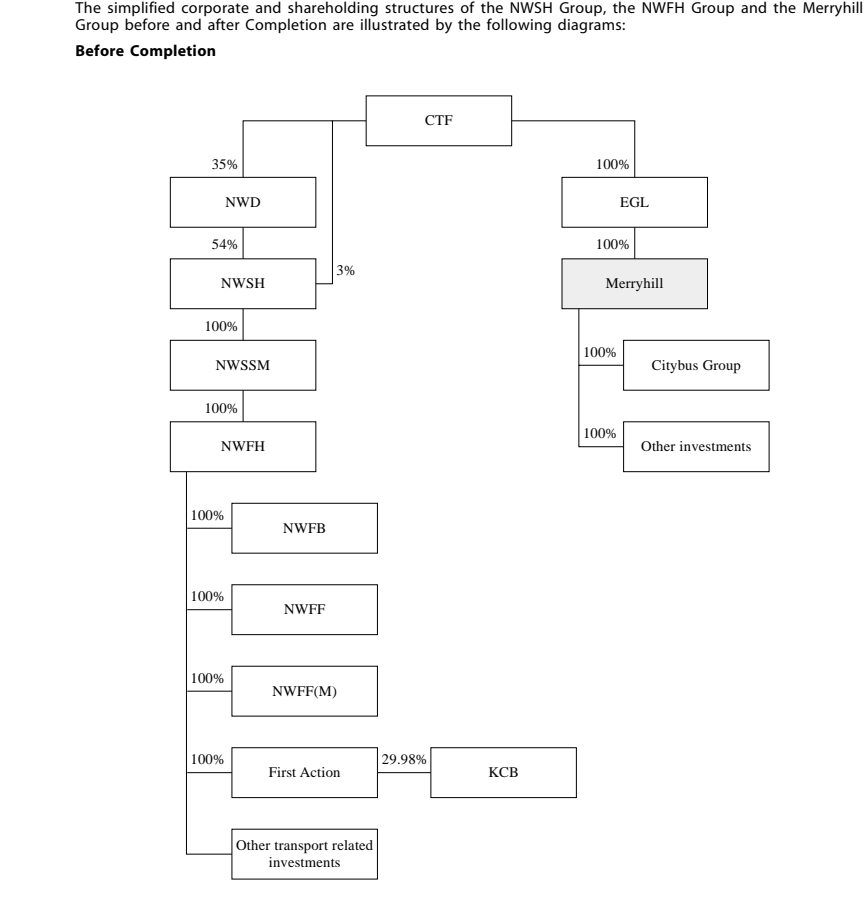 The simplified corporate and shareholding structures of the NWSH Group, the NWFH Group and the Merryhill
Group before and after Completion are illustrated by the following diagrams:
Before Completion
CTF
35%
100%
NWD
EGL
54%
100%
NWSH
3%
Merryhill
100%
100%
NWSSM
Citybus Group
100%
100%
NWFH
Other investments
100%
NWFB
100%
NWFF
100%
NWFF(M)
100%
First Action
29.98%
KCB
Other transport related
investments